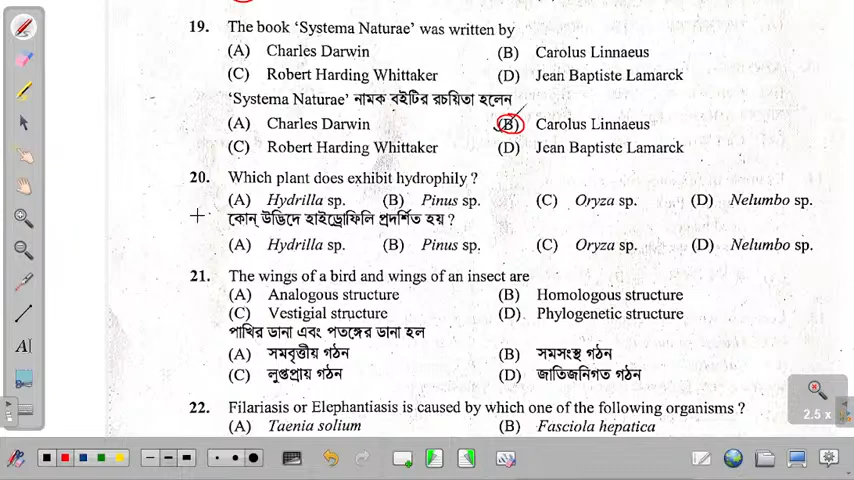 19. The book ‘Systema Naturae’ was written by
(A) Charles Darwin (B) Carolus Linnaeus
(C) Robert Harding Whittaker (D) Jean Baptiste Lamarck
‘Systema Naturae’ নামক বইটির রচয়িতা হলেন
(A) Charles Darwin (B) Carolus Linnaeus
(C) Robert Harding Whittaker (D) Jean Baptiste Lamarck
20. Which plant does exhibit hydrophily ?
(A) Hydrilla sp. (B) Pinus sp. (C) Oryza sp. (D) Nelumbo sp.
কোন্ উদ্ভিদে হাইড্রোফিলি প্রদর্শিত হয় ?
(A) Hydrilla sp. (B) Pinus sp. (C) Oryza sp. (D) Nelumbo sp.
21. The wings of a bird and wings of an insect are
(A) Analogous structure (B) Homologous structure
(C) Vestigial structure (D) Phylogenetic structure
পাখির ডানা এবং পতঙ্গের ডানা হল
(A) সমবৃত্তীয় গঠন (B) সমসংস্থ গঠন
(C) লুপ্তপ্রায় গঠন (D) জাতিজনিগত গঠন
22. Filariasis or Elephantiasis is caused by which one of the following organisms ?
(A) Taenia solium (B) Fasciola hepatica
2.5 x